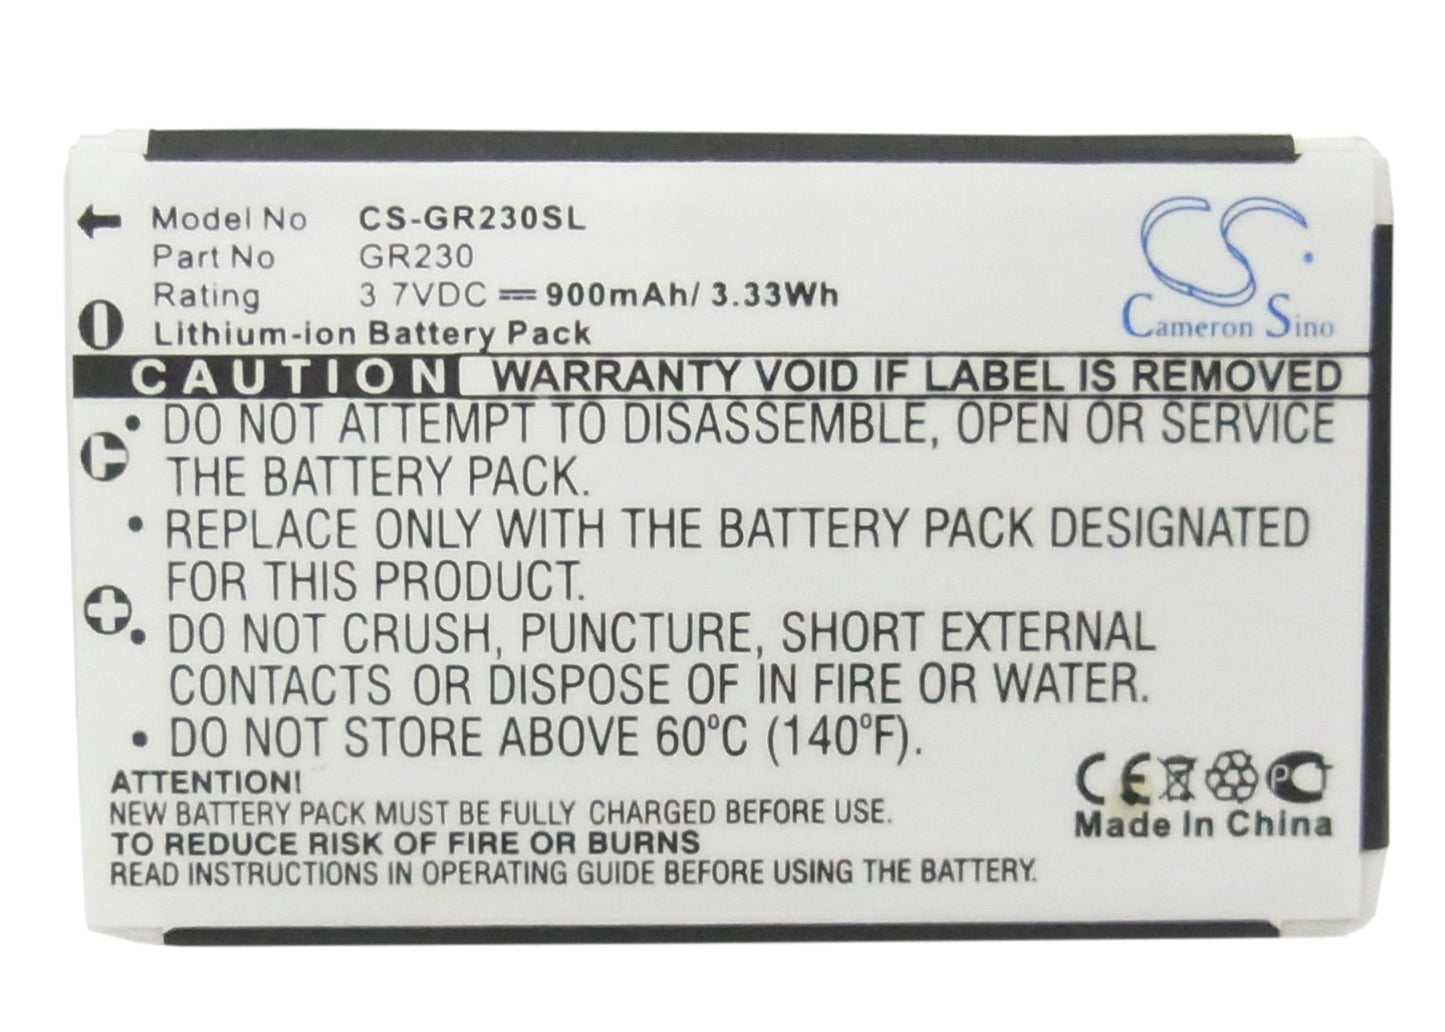 Model No CS-GR230SL
Part No GR230
Rating 3 7VDC ⎓ 900mAh/ 3.33Wh
Lithium-ion Battery Pack
CS
Cameron Sino
CAUTION WARRANTY VOID IF LABEL IS REMOVED
• DO NOT ATTEMPT TO DISASSEMBLE, OPEN OR SERVICE
THE BATTERY PACK.
• REPLACE ONLY WITH THE BATTERY PACK DESIGNATED
FOR THIS PRODUCT.
• DO NOT CRUSH, PUNCTURE, SHORT EXTERNAL
CONTACTS OR DISPOSE OF IN FIRE OR WATER.
• DO NOT STORE ABOVE 60ºC (140ºF).
ATTENTION!
NEW BATTERY PACK MUST BE FULLY CHARGED BEFORE USE.
TO REDUCE RISK OF FIRE OR BURNS
READ INSTRUCTIONS IN OPERATING GUIDE BEFORE USING THE BATTERY.
CE
Made In China